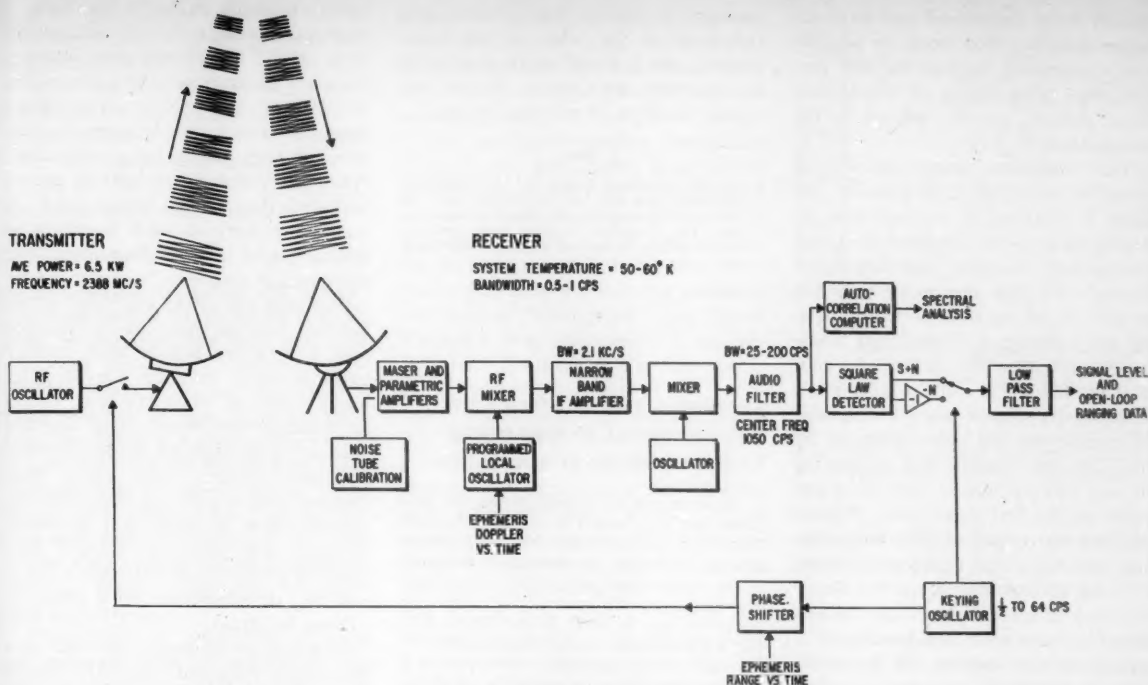 TRANSMITTER
AVE POWER = 6.5 KW
FREQUENCY = 2388 MC/S
RECEIVER
SYSTEM TEMPERATURE = 50-60° K
BANDWIDTH = 0.5-1 CPS
RF
OSCILLATOR
MASER AND
PARAMETRIC
AMPLIFIERS
NOISE
TUBE
CALIBRATION
RF
MIXER
PROGRAMMED
LOCAL
OSCILLATOR
EPHEMERIS
DOPPLER
VS. TIME
BW = 2.1 KC/S
NARROW
BAND
IF AMPLIFIER
MIXER
OSCILLATOR
BW = 25-200 CPS
AUDIO
FILTER
CENTER FREQ
1050 CPS
AUTO-
CORRELATION
COMPUTER
SPECTRAL
ANALYSIS
SQUARE
LAW
DETECTOR
S+N
-1
-N
LOW
PASS
FILTER
SIGNAL LEVEL
AND
OPEN-LOOP
RANGING DATA
PHASE.
SHIFTER
EPHEMERIS
RANGE VS TIME
KEYING
OSCILLATOR
½ TO 64 CPS